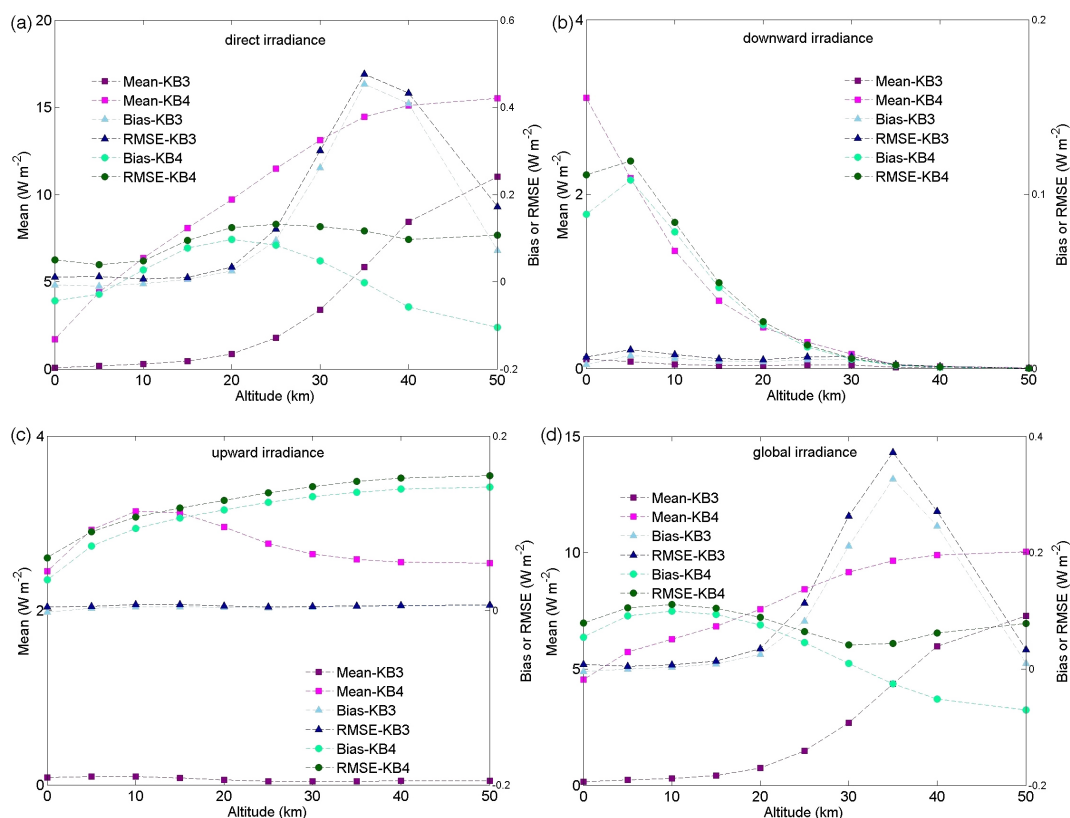 (a)
direct irradiance
20
15
10
5
0
0.6
0.4
0.2
0
-0.2
Mean (W m-2)
Bias or RMSE (W m-2)
Mean-KB3
Mean-KB4
Bias-KB3
RMSE-KB3
Bias-KB4
RMSE-KB4
0 10 20 30 40 50
Altitude (km)
(b)
downward irradiance
4
2
0
0.2
0.1
0
Mean (W m-2)
Bias or RMSE (W m-2)
Mean-KB3
Mean-KB4
Bias-KB3
RMSE-KB3
Bias-KB4
RMSE-KB4
0 10 20 30 40 50
Altitude (km)
(c)
upward irradiance
4
2
0
0.2
0
-0.2
Mean (W m-2)
Bias or RMSE (W m-2)
Mean-KB3
Mean-KB4
Bias-KB3
RMSE-KB3
Bias-KB4
RMSE-KB4
0 10 20 30 40 50
Altitude (km)
(d)
global irradiance
15
10
5
0
0.4
0.2
0
-0.2
Mean (W m-2)
Bias or RMSE (W m-2)
Mean-KB3
Mean-KB4
Bias-KB3
RMSE-KB3
Bias-KB4
RMSE-KB4
0 10 20 30 40 50
Altitude (km)